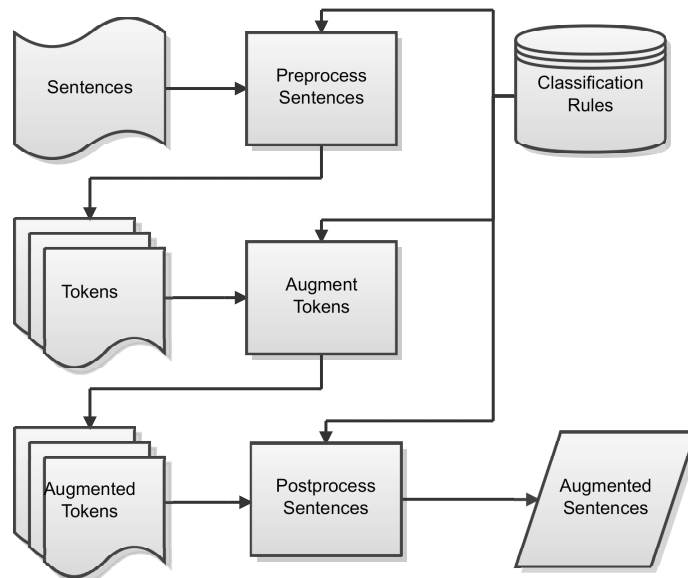 Sentences
Preprocess
Sentences
Classification
Rules
Tokens
Augment
Tokens
Augmented
Tokens
Postprocess
Sentences
Augmented
Sentences